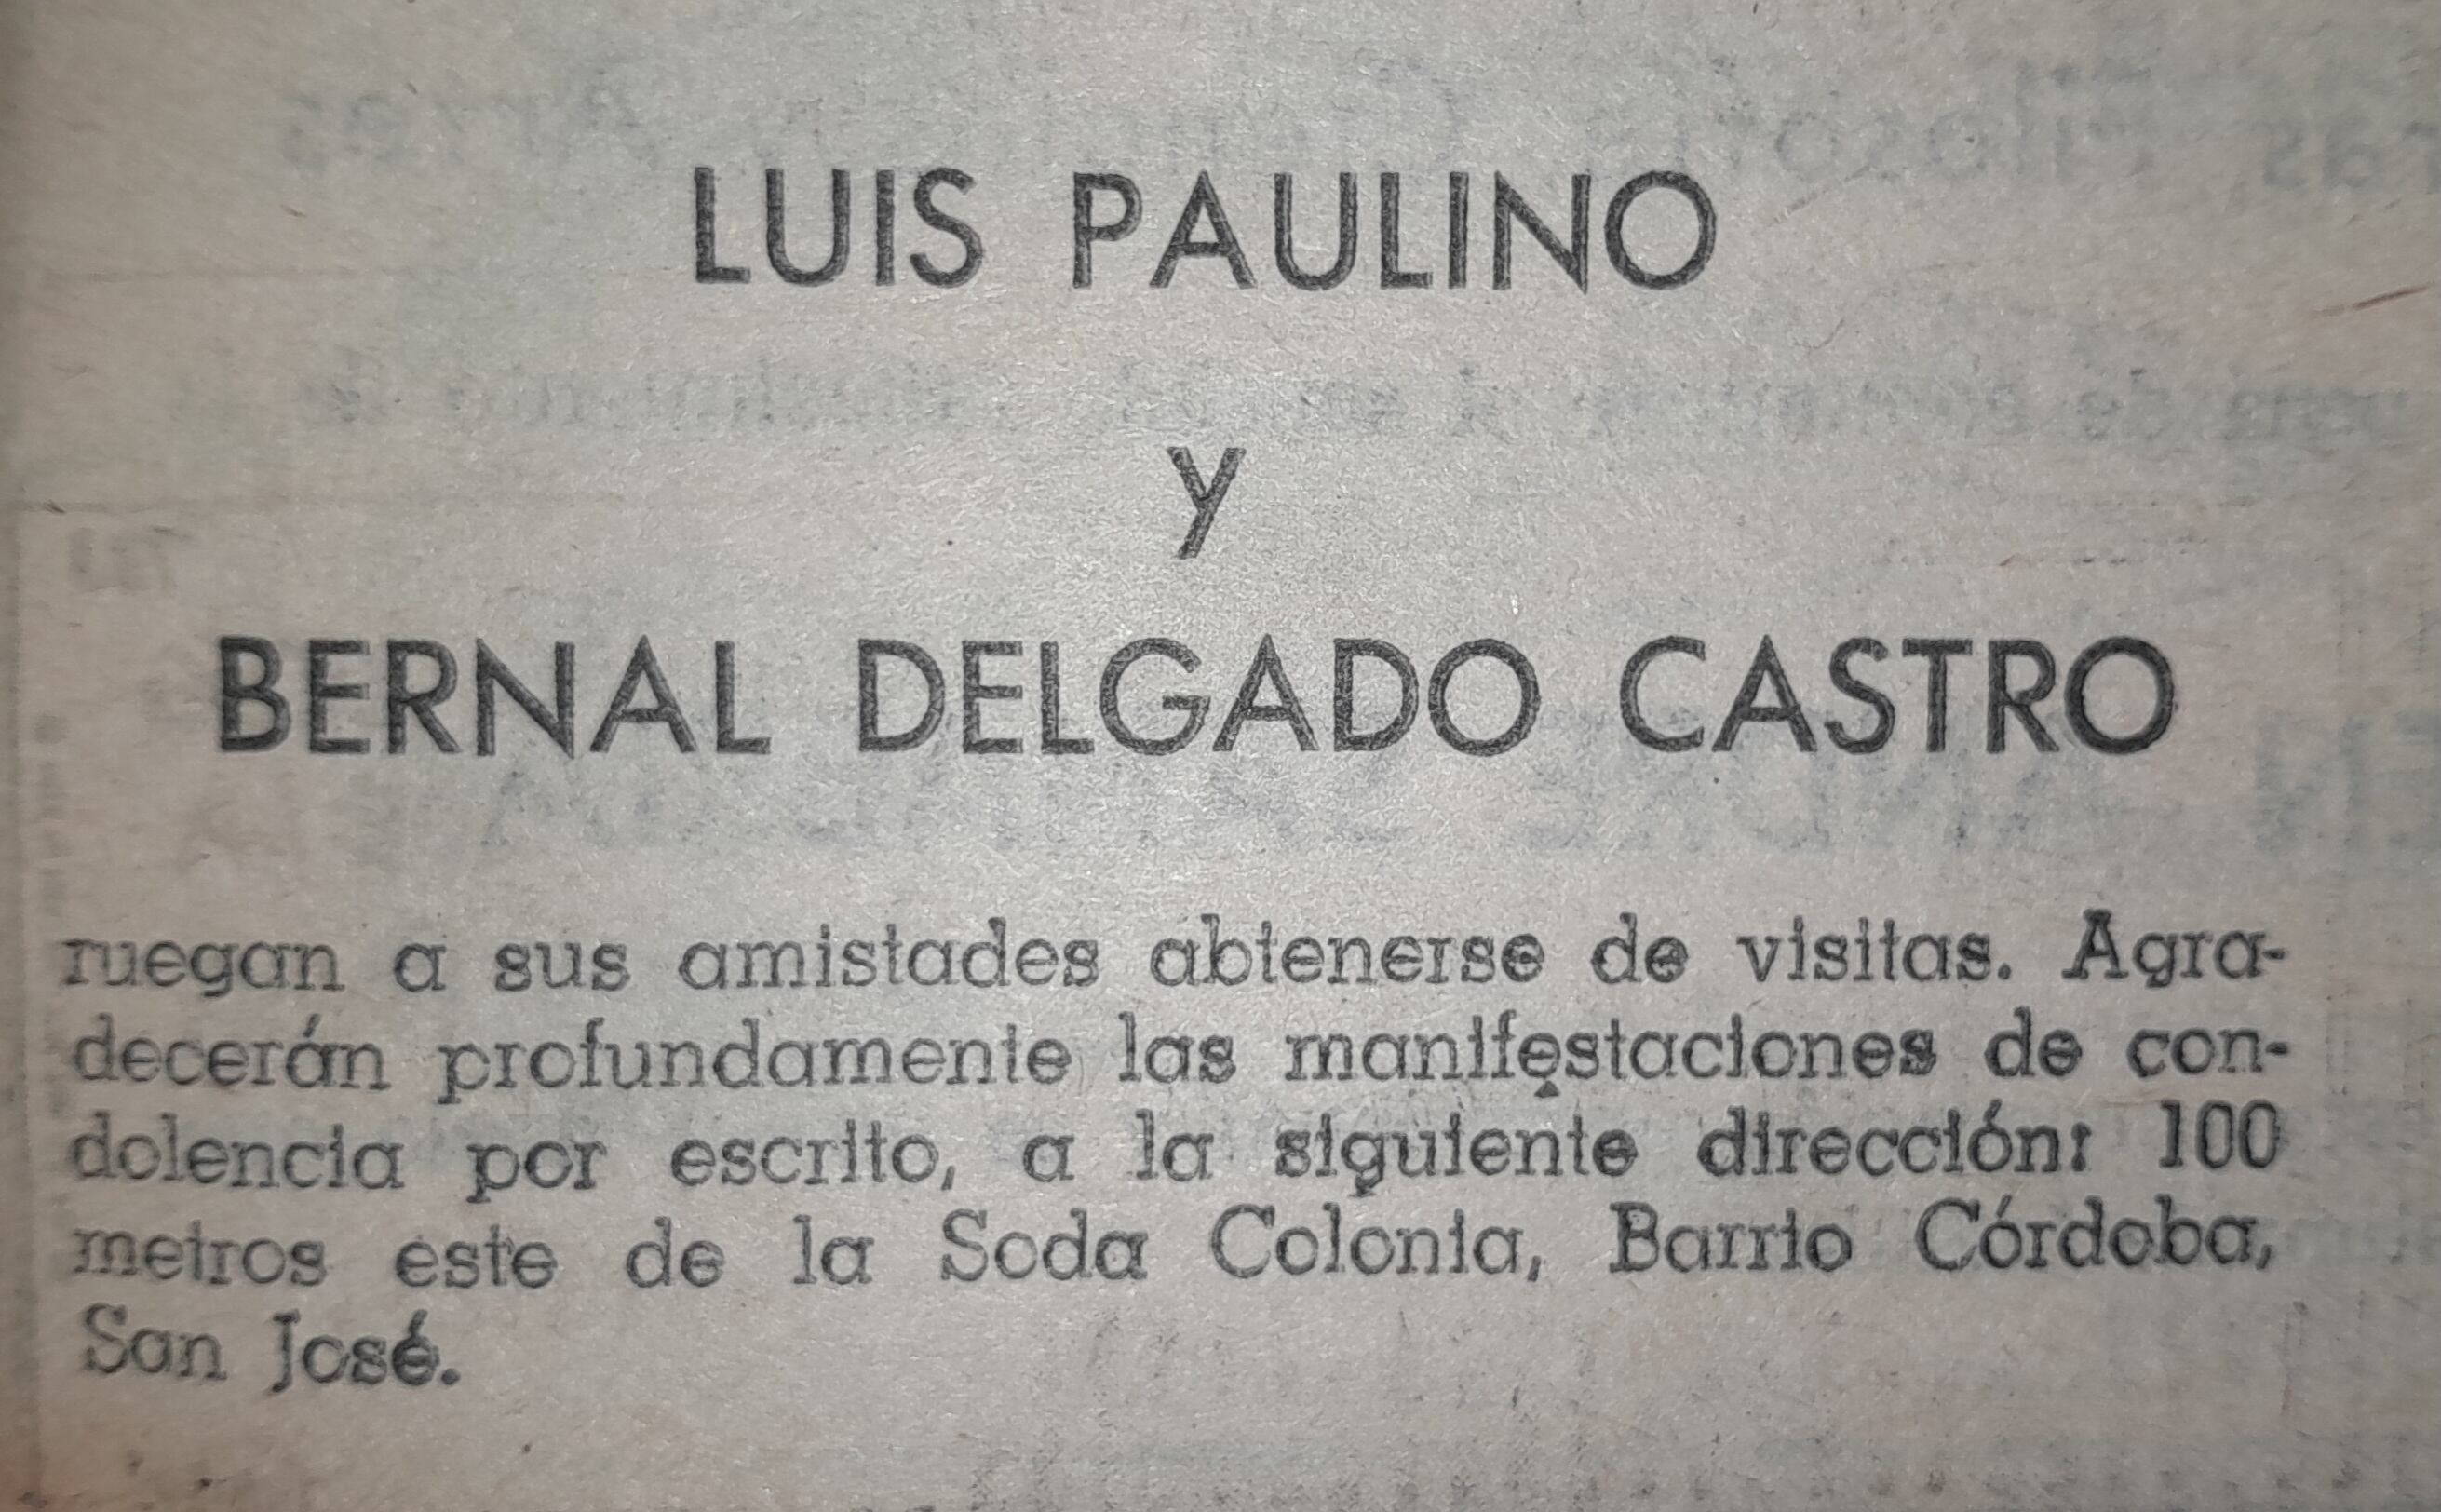 LUIS PAULINO
y
BERNAL DELGADO CASTRO
ruegan a sus amistades abtenerse de visitas. Agra-
decerán profundamente las manifestaciones de con-
dolencia por escrito, a la siguiente dirección: 100
metros este de la Soda Colonia, Barrio Córdoba,
San José.